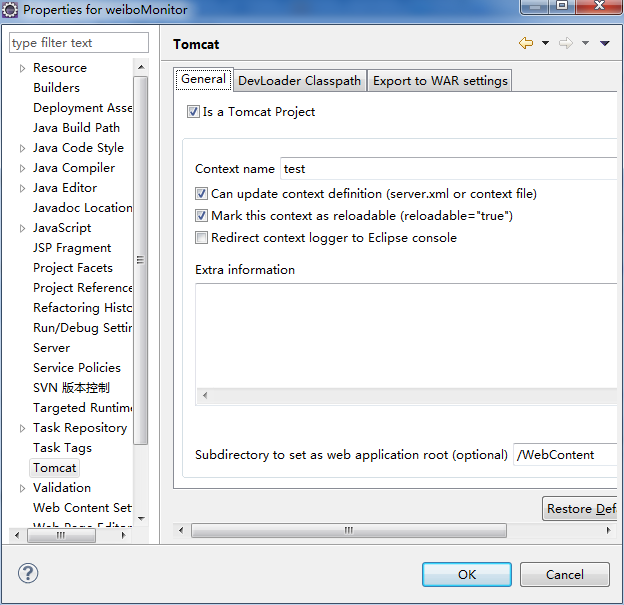 Properties for weiboMonitor
type filter text
Resource
Builders
Deployment Asse
Java Build Path
Java Code Style
Java Compiler
Java Editor
Javadoc Location
JavaScript
JSP Fragment
Project Facets
Project Reference
Refactoring Histo
Run/Debug Settin
Server
Service Policies
SVN 版本控制
Targeted Runtime
Task Repository
Task Tags
Tomcat
Validation
Web Content Set
Web Page Editor
Tomcat
General DevLoader Classpath Export to WAR settings
Is a Tomcat Project
Context name test
Can update context definition (server.xml or context file)
Mark this context as reloadable (reloadable="true")
Redirect context logger to Eclipse console
Extra information
Subdirectory to set as web application root (optional) /WebContent
Restore Def
OK Cancel